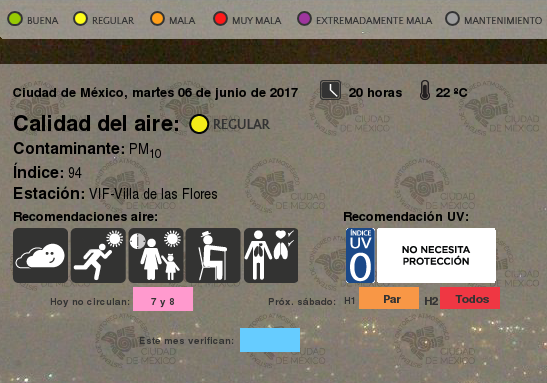 BUENA REGULAR MALA MUY MALA EXTREMADAMENTE MALA MANTENIMIENTO
Ciudad de México, martes 06 de junio de 2017 20 horas 22 ºC
Calidad del aire: REGULAR
Contaminante: PM10
Índice: 94
Estación: VIF-Villa de las Flores
Recomendaciones aire: Recomendación UV:
ÍNDICE
UV
0
NO NECESITA
PROTECCIÓN
Hoy no circulan: 7 y 8 Próx. sábado: H1 Par H2 Todos
Este mes verifican: